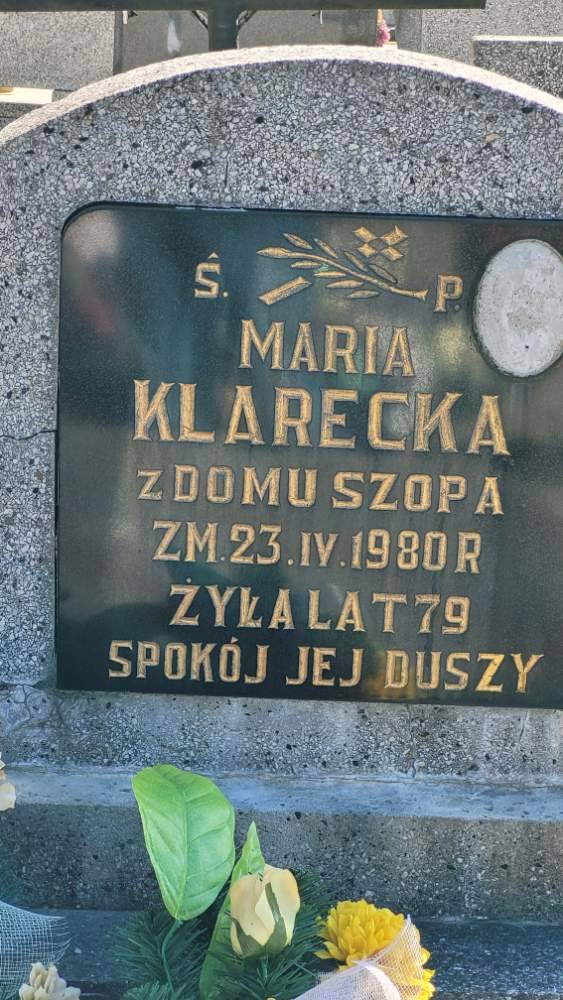 Ś. P.
MARIA
KLARECKA
Z DOMU SZOPA
ZM. 23. IV. 1980 R
ŻYŁA LAT 79
SPOKÓJ JEJ DUSZY